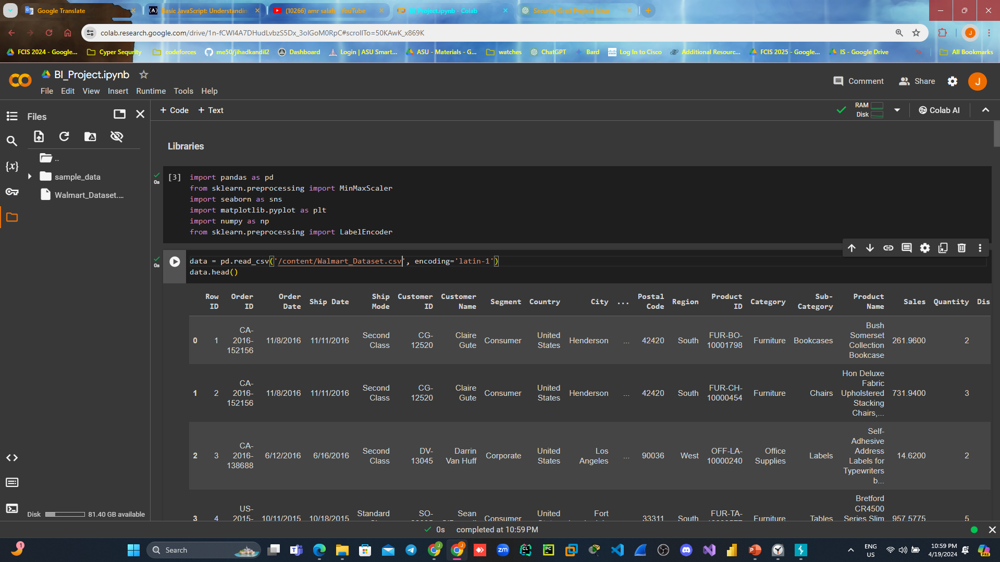 Google Translate
Basic JavaScript: Understandin
(10266) amr salah - YouTube
BI_Project.ipynb - Colab
Security Grad Project Ideas
colab.research.google.com/drive/1n-fCWI4A7DHudLvbzS5Dx_3oIGoM0RpC#scrollTo=50KAwK_x869K
FCIS 2024 - Google...
Cyper Sequrity
codeforces
me50/jihadkandil2
Dashboard
Login | ASU Smart...
ASU - Materials - G...
watches
ChatGPT
Bard
Log In to Cisco
Additional Resourc...
FCIS 2025 - Google...
IS - Google Drive
All Bookmarks
BI_Project.ipynb
File Edit View Insert Runtime Tools Help
Comment
Share
J
Files
+ Code + Text
RAM
Disk
Colab AI
..
sample_data
Walmart_Dataset....
Libraries
[3] import pandas as pd
from sklearn.preprocessing import MinMaxScaler
import seaborn as sns
import matplotlib.pyplot as plt
import numpy as np
from sklearn.preprocessing import LabelEncoder
0s
data = pd.read_csv('/content/Walmart_Dataset.csv', encoding='latin-1')
data.head()
0s
Row ID Order ID Order Date Ship Date Ship Mode Customer ID Customer Name Segment Country City ... Postal Code Region Product ID Category Sub-Category Product Name Sales Quantity Dis
0 1 CA-2016-152156 11/8/2016 11/11/2016 Second Class CG-12520 Claire Gute Consumer United States Henderson ... 42420 South FUR-BO-10001798 Furniture Bookcases Bush Somerset Collection Bookcase 261.9600 2
1 2 CA-2016-152156 11/8/2016 11/11/2016 Second Class CG-12520 Claire Gute Consumer United States Henderson ... 42420 South FUR-CH-10000454 Furniture Chairs Hon Deluxe Fabric Upholstered Stacking Chairs,... 731.9400 3
2 3 CA-2016-138688 6/12/2016 6/16/2016 Second Class DV-13045 Darrin Van Huff Corporate United States Los Angeles ... 90036 West OFF-LA-10000240 Office Supplies Labels Self-Adhesive Address Labels for Typewriters b... 14.6200 2
3 4 US-2015- 10/11/2015 10/18/2015 Standard SO- Sean Consumer United Fort 33311 South FUR-TA- Furniture Tables Bretford CR4500 Series Slim 957.5775 5
Disk
81.40 GB available
0s completed at 10:59 PM
1
Search
ENG
US
10:59 PM
4/19/2024